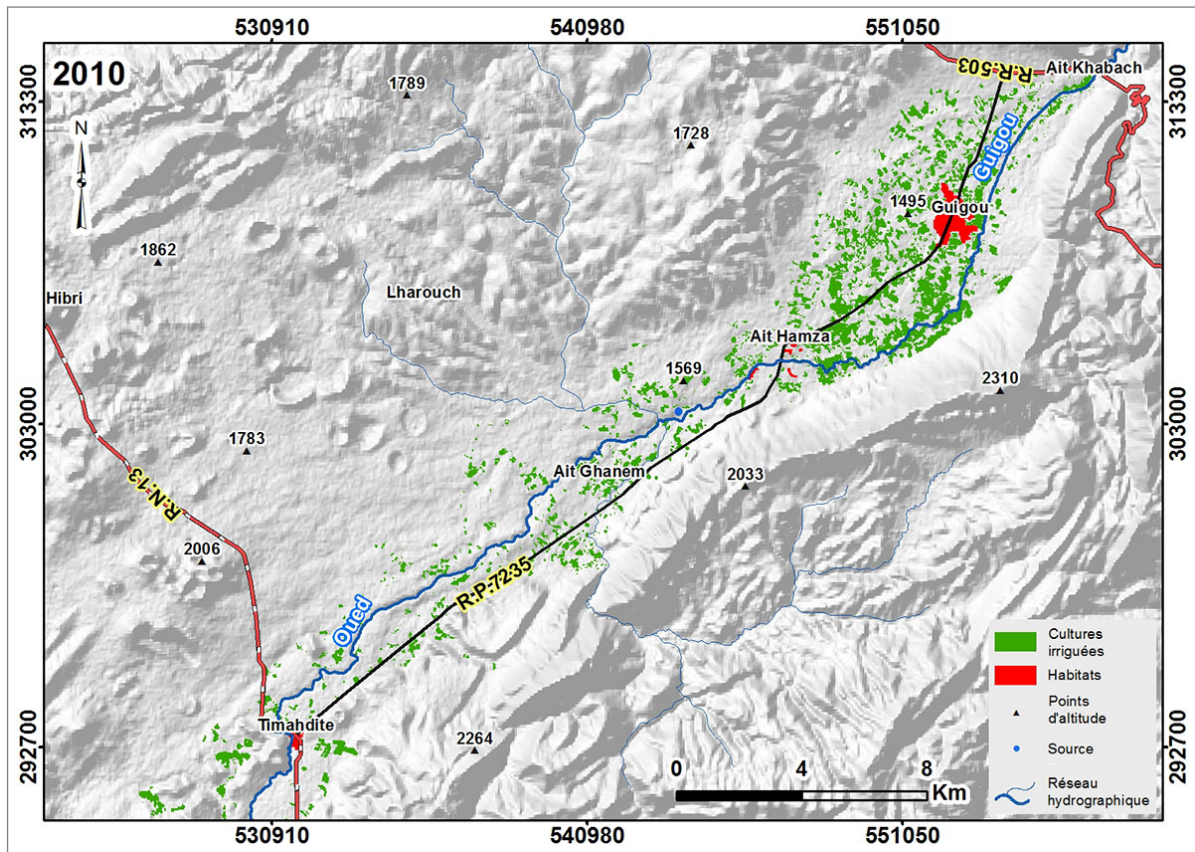 530910
540980
551050
2010
R.R.503
Ait Khabach
1789
313300
313300
1728
N
Guigou
1495
Guigou
1862
Hibri
Lharouch
Ait Hamza
1569
2310
303000
303000
1783
Ait Ghanem
2033
R.N.13
2006
R.P.7235
Oued
Cultures
irriguées
Habitats
Points
d'altitude
Source
Réseau
hydrographique
Timahdite
2264
292700
292700
0 4 8
Km
530910
540980
551050